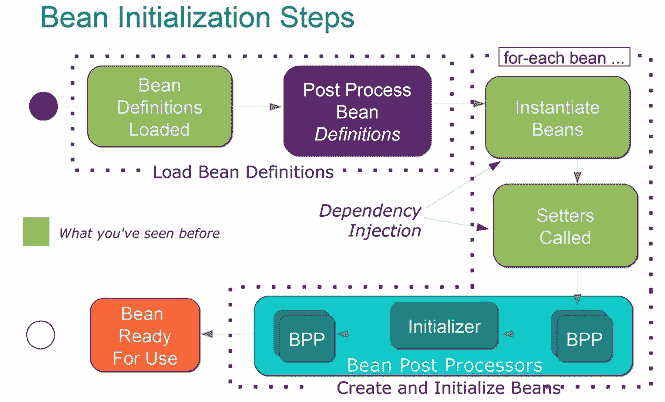 Bean Initialization Steps
for-each bean ...
Bean
Definitions
Loaded
Post Process
Bean
Definitions
Instantiate
Beans
Load Bean Definitions
Dependency
Injection
Setters
Called
What you've seen before
Bean
Ready
For Use
BPP
Initializer
BPP
Bean Post Processors
Create and Initialize Beans